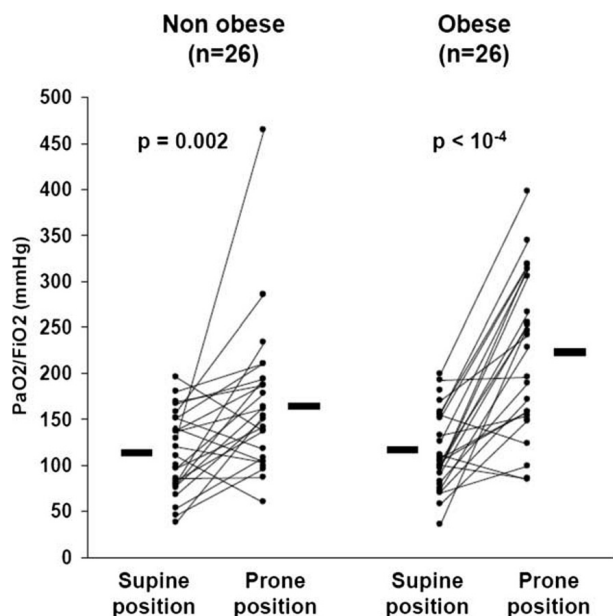 Non obese
(n=26)
Obese
(n=26)
p = 0.002
p < 10-4
PaO2/FiO2 (mmHg)
500
450
400
350
300
250
200
150
100
50
0
Supine
position
Prone
position
Supine
position
Prone
position